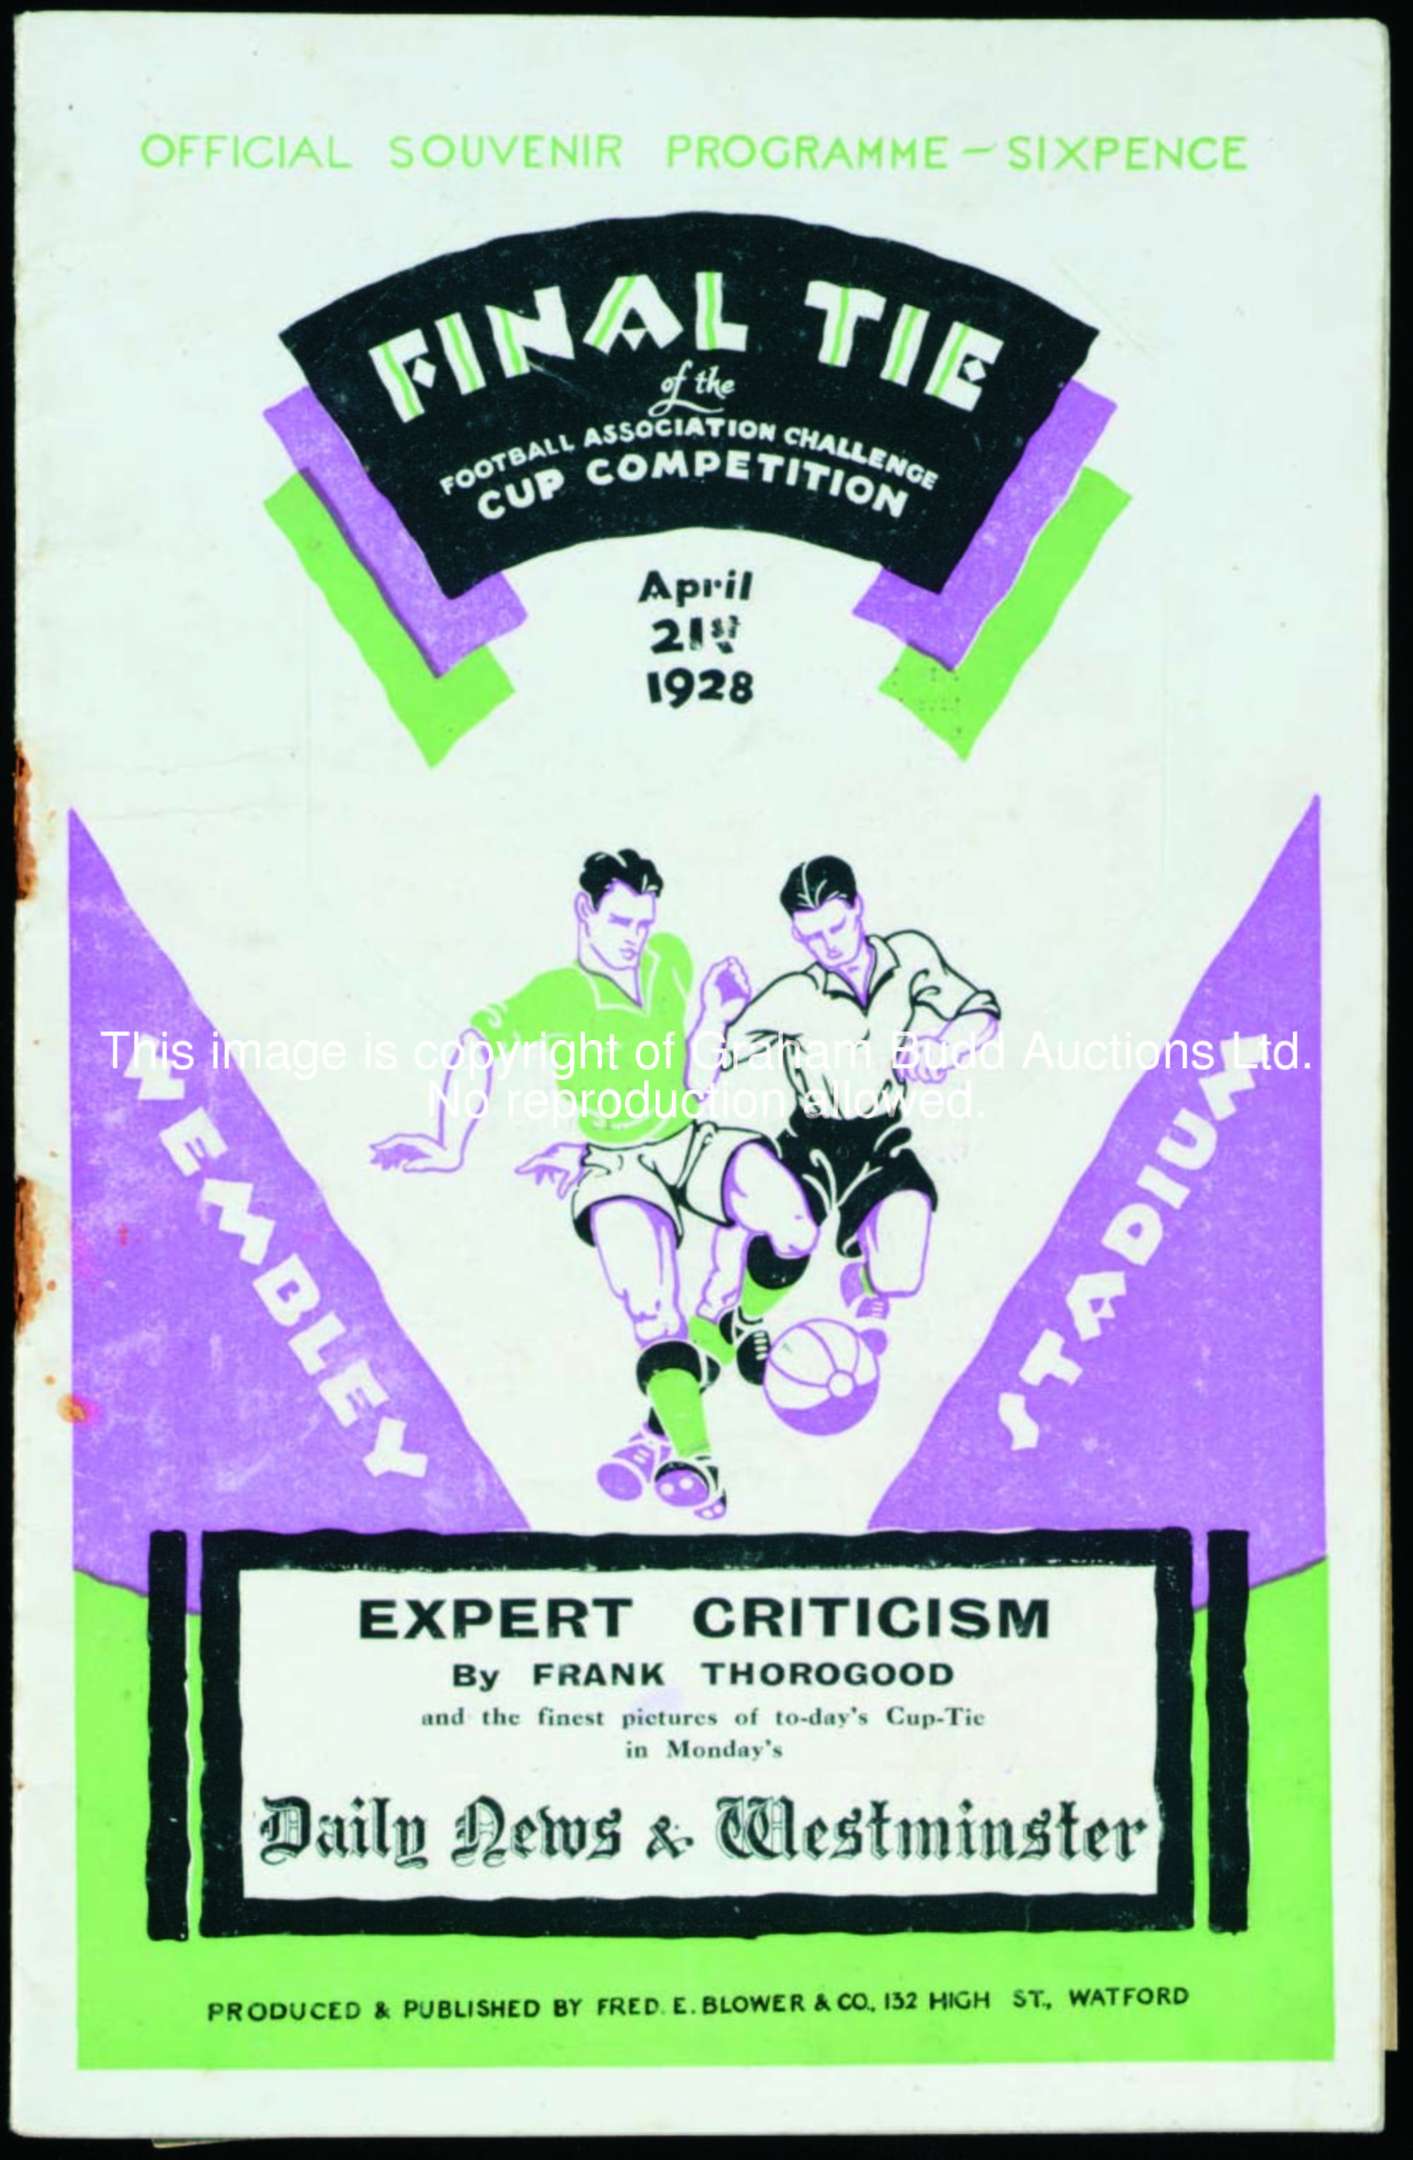 OFFICIAL SOUVENIR PROGRAMME - SIXPENCE
FINAL TIE
of the
FOOTBALL ASSOCIATION CHALLENGE
CUP COMPETITION
April
21st
1928
This image is copyright of Graham Budd Auctions Ltd.
No reproduction allowed.
WEMBLEY
STADIUM
EXPERT CRITICISM
By FRANK THOROGOOD
and the finest pictures of to-day's Cup-Tie
in Monday's
Daily News & Westminster
PRODUCED & PUBLISHED BY FRED. E. BLOWER & CO., 132 HIGH ST., WATFORD